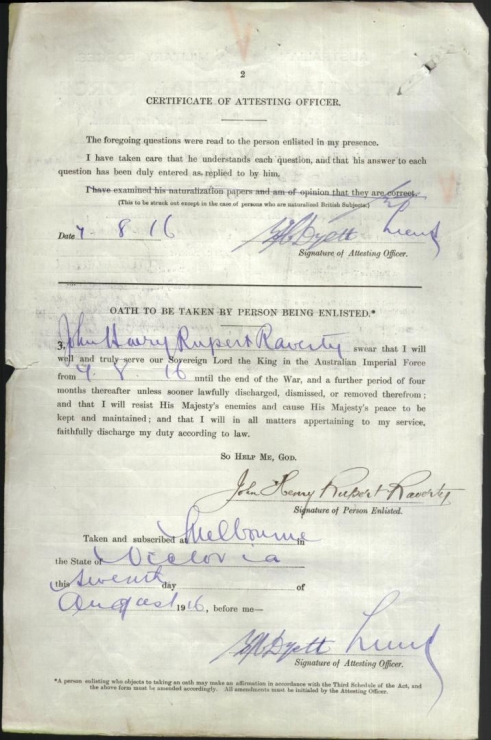 2
CERTIFICATE OF ATTESTING OFFICER.
The foregoing questions were read to the person enlisted in my presence.
I have taken care that he understands each question, and that his answer to each
question has been duly entered as replied to by him.
I have examined his naturalization papers and am of opinion that they are correct.
(This to be struck out except in the case of persons who are naturalized British Subjects.)
Date 7 . 8 . 16
Dyett Lieut
Signature of Attesting Officer.
OATH TO BE TAKEN BY PERSON BEING ENLISTED.*
3. John Henry Rupert Raverty swear that I will
well and truly serve our Sovereign Lord the King in the Australian Imperial Force
from 7 8 16 until the end of the War, and a further period of four
months thereafter unless sooner lawfully discharged, dismissed, or removed therefrom;
and that I will resist His Majesty's enemies and cause His Majesty's peace to be
kept and maintained; and that I will in all matters appertaining to my service,
faithfully discharge my duty according to law.
SO HELP ME, GOD.
John Henry Rupert Raverty
Signature of Person Enlisted.
Taken and subscribed at Melbourne in
the State of Victoria
this seventh day of
August 1916, before me—
Dyett Lieut
Signature of Attesting Officer.
*A person enlisting who objects to taking an oath may make an affirmation in accordance with the Third Schedule of the Act, and
the above form must be amended accordingly. All amendments must be initialed by the Attesting Officer.